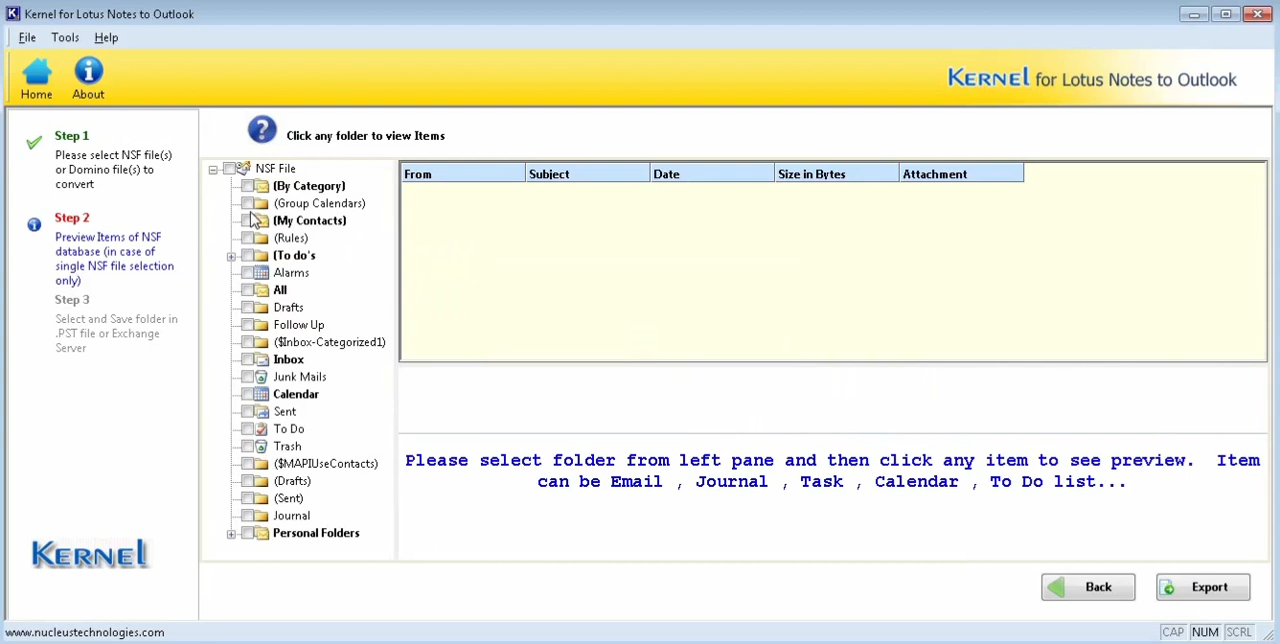 Kernel for Lotus Notes to Outlook
File Tools Help
Home About
KERNEL for Lotus Notes to Outlook
Step 1
Please select NSF file(s)
or Domino file(s) to
convert
Step 2
Preview Items of NSF
database (in case of
single NSF file selection
only)
Step 3
Select and Save folder in
.PST file or Exchange
Server
KERNEL
Click any folder to view Items
NSF File
(By Category)
(Group Calendars)
(My Contacts)
(Rules)
(To do's
Alarms
All
Drafts
Follow Up
($Inbox-Categorized1)
Inbox
Junk Mails
Calendar
Sent
To Do
Trash
($MAPIUseContacts)
(Drafts)
(Sent)
Journal
Personal Folders
From Subject Date Size in Bytes Attachment
Please select folder from left pane and then click any item to see preview. Item
can be Email , Journal , Task , Calendar , To Do list...
Back Export
www.nucleustechnologies.com
CAP NUM SCRL